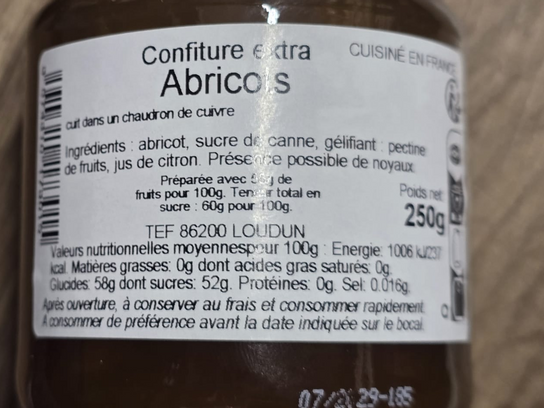 Confiture extra
CUISINÉ EN FRANCE
Abricots
cuit dans un chaudron de cuivre
Ingrédients : abricot, sucre de canne, gélifiant : pectine
de fruits, jus de citron. Présence possible de noyaux.
Préparée avec de
fruits pour 100g. Teneur total en
sucre : 60g pour 100g.
Poids net
250g
TEF 86200 LOUDUN
Valeurs nutritionnelles moyennespour 100g : Energie: 1006 kJ/237
kcal. Matières grasses: 0g dont acides gras saturés: 0g.
Glucides: 58g dont sucres: 52g. Protéines: 0g. Sel: 0.016g.
Après ouverture, à conserver au frais et consommer rapidement.
A consommer de préférence avant la date indiquée sur le bocal.
29-185